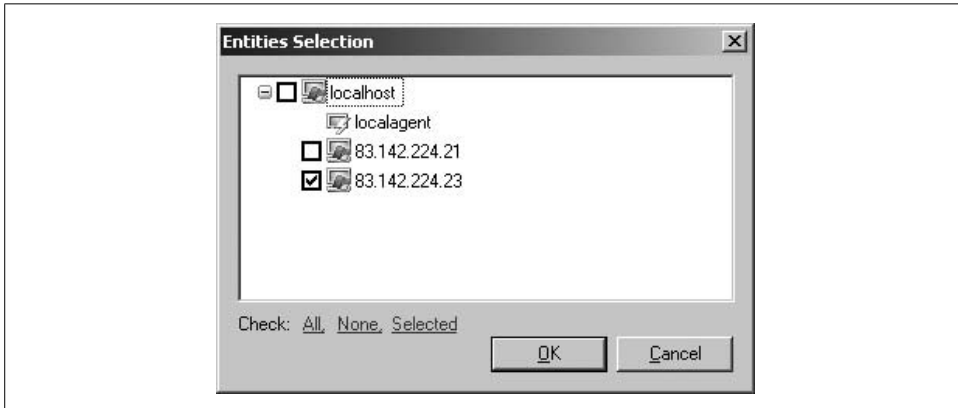 Entities Selection
localhost
localagent
83.142.224.21
83.142.224.23
Check: All, None, Selected
OK Cancel